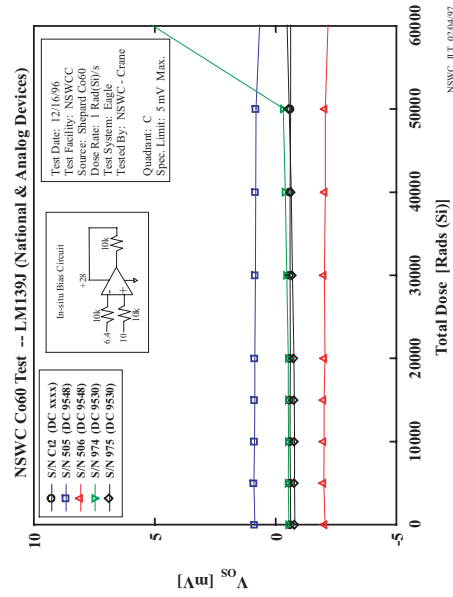 NSWC Co60 Test -- LM139J (National & Analog Devices)
S/N Ct2 (DC xxxx)
S/N 505 (DC 9548)
S/N 506 (DC 9548)
S/N 974 (DC 9530)
S/N 975 (DC 9530)
In-situ Bias Circuit
+28
10k
6.4
10k
10
10k
-
+
Test Date: 12/16/96
Test Facility: NSWCC
Source: Shepard Co60
Dose Rate: 1 Rad(Si)/s
Test System: Eagle
Tested By: NSWC - Crane
Quadrant: C
Spec. Limit: 5 mV Max.
10
5
0
-5
V_OS [mV]
0
10000
20000
30000
40000
50000
60000
Total Dose [Rads (Si)]
NSWC JLT 02/04/97